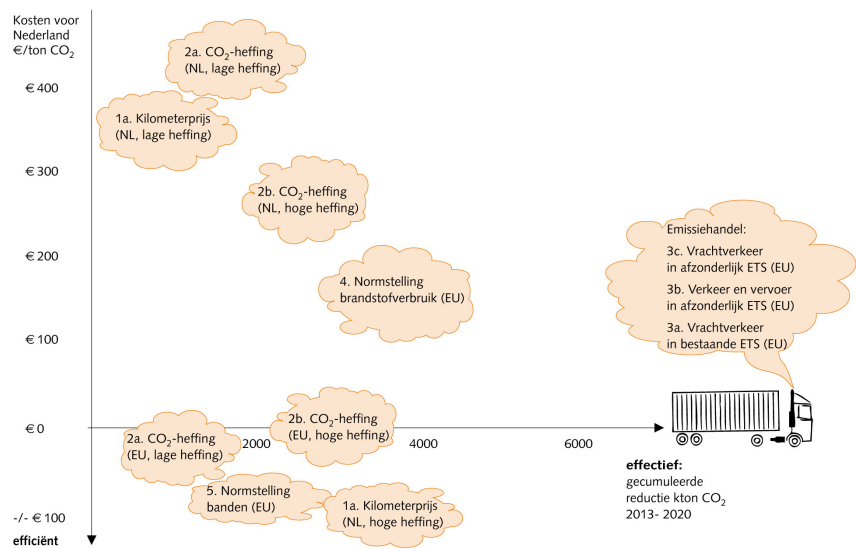 Kosten voor
Nederland
€/ton CO₂
2a. CO₂-heffing
(NL, lage heffing)
€ 400
1a. Kilometerprijs
(NL, lage heffing)
€ 300
2b. CO₂-heffing
(NL, hoge heffing)
Emissiehandel:
3c. Vrachtverkeer
in afzonderlijk ETS (EU)
3b. Verkeer en vervoer
in afzonderlijk ETS (EU)
3a. Vrachtverkeer
in bestaande ETS (EU)
€ 200
4. Normstelling
brandstofverbruik (EU)
€ 100
€ 0
2b. CO₂-heffing
(EU, hoge heffing)
2a. CO₂-heffing
(EU, lage heffing)
2000
4000
6000
effectief:
gecumuleerde
reductie kton CO₂
2013- 2020
5. Normstelling
banden (EU)
1a. Kilometerprijs
(NL, hoge heffing)
-/- € 100
efficiënt